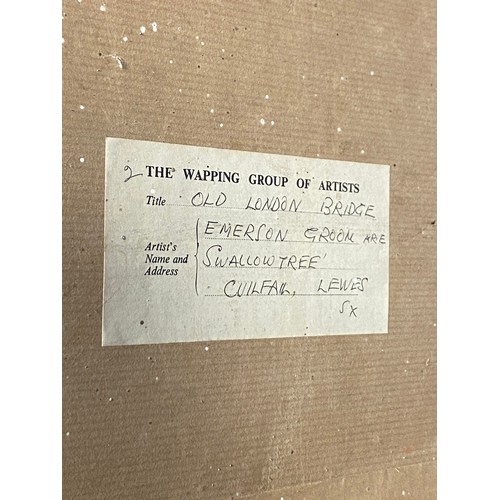 2 THE WAPPING GROUP OF ARTISTS
Title OLD LONDON BRIDGE
Artist's Name and Address
EMERSON GROOM ARE
'SWALLOWTREE'
CUILFAIL, LEWES
SX